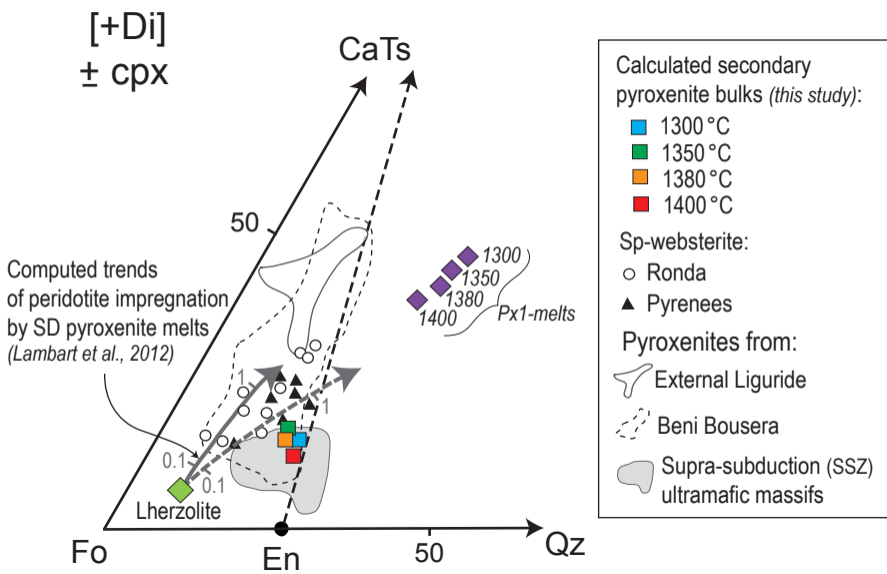 [+Di]
± cpx
CaTs
50
Computed trends
of peridotite impregnation
by SD pyroxenite melts
(Lambart et al., 2012)
1300
1350
1380
1400
Px1-melts
1
1
0.1
0.1
Lherzolite
Fo
En
50
Qz
Calculated secondary
pyroxenite bulks (this study):
1300 °C
1350 °C
1380 °C
1400 °C
Sp-websterite:
Ronda
Pyrenees
Pyroxenites from:
External Liguride
Beni Bousera
Supra-subduction (SSZ)
ultramafic massifs